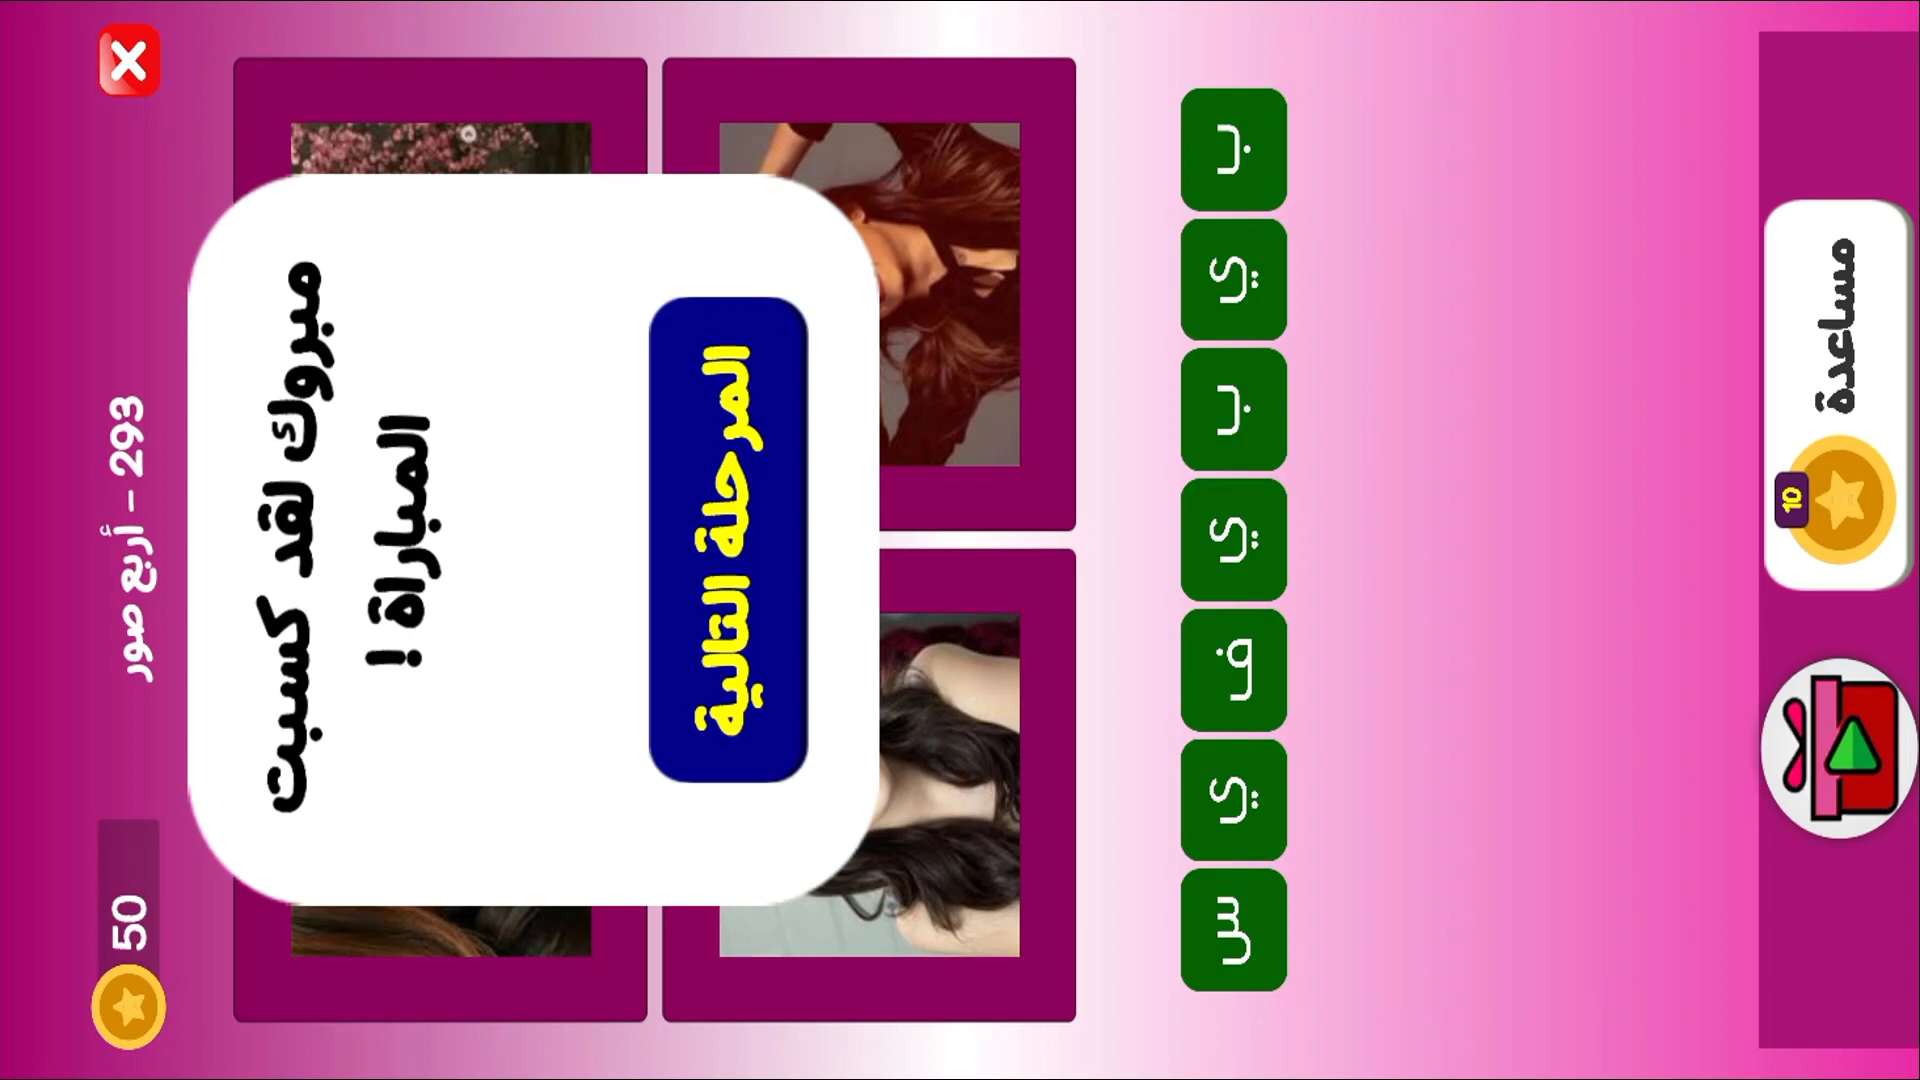 293 – أربع صور
50
مبروك لقد كسبت
المباراة !
المرحلة التالية
ب ي ب ي ف ي س
مساعدة
10